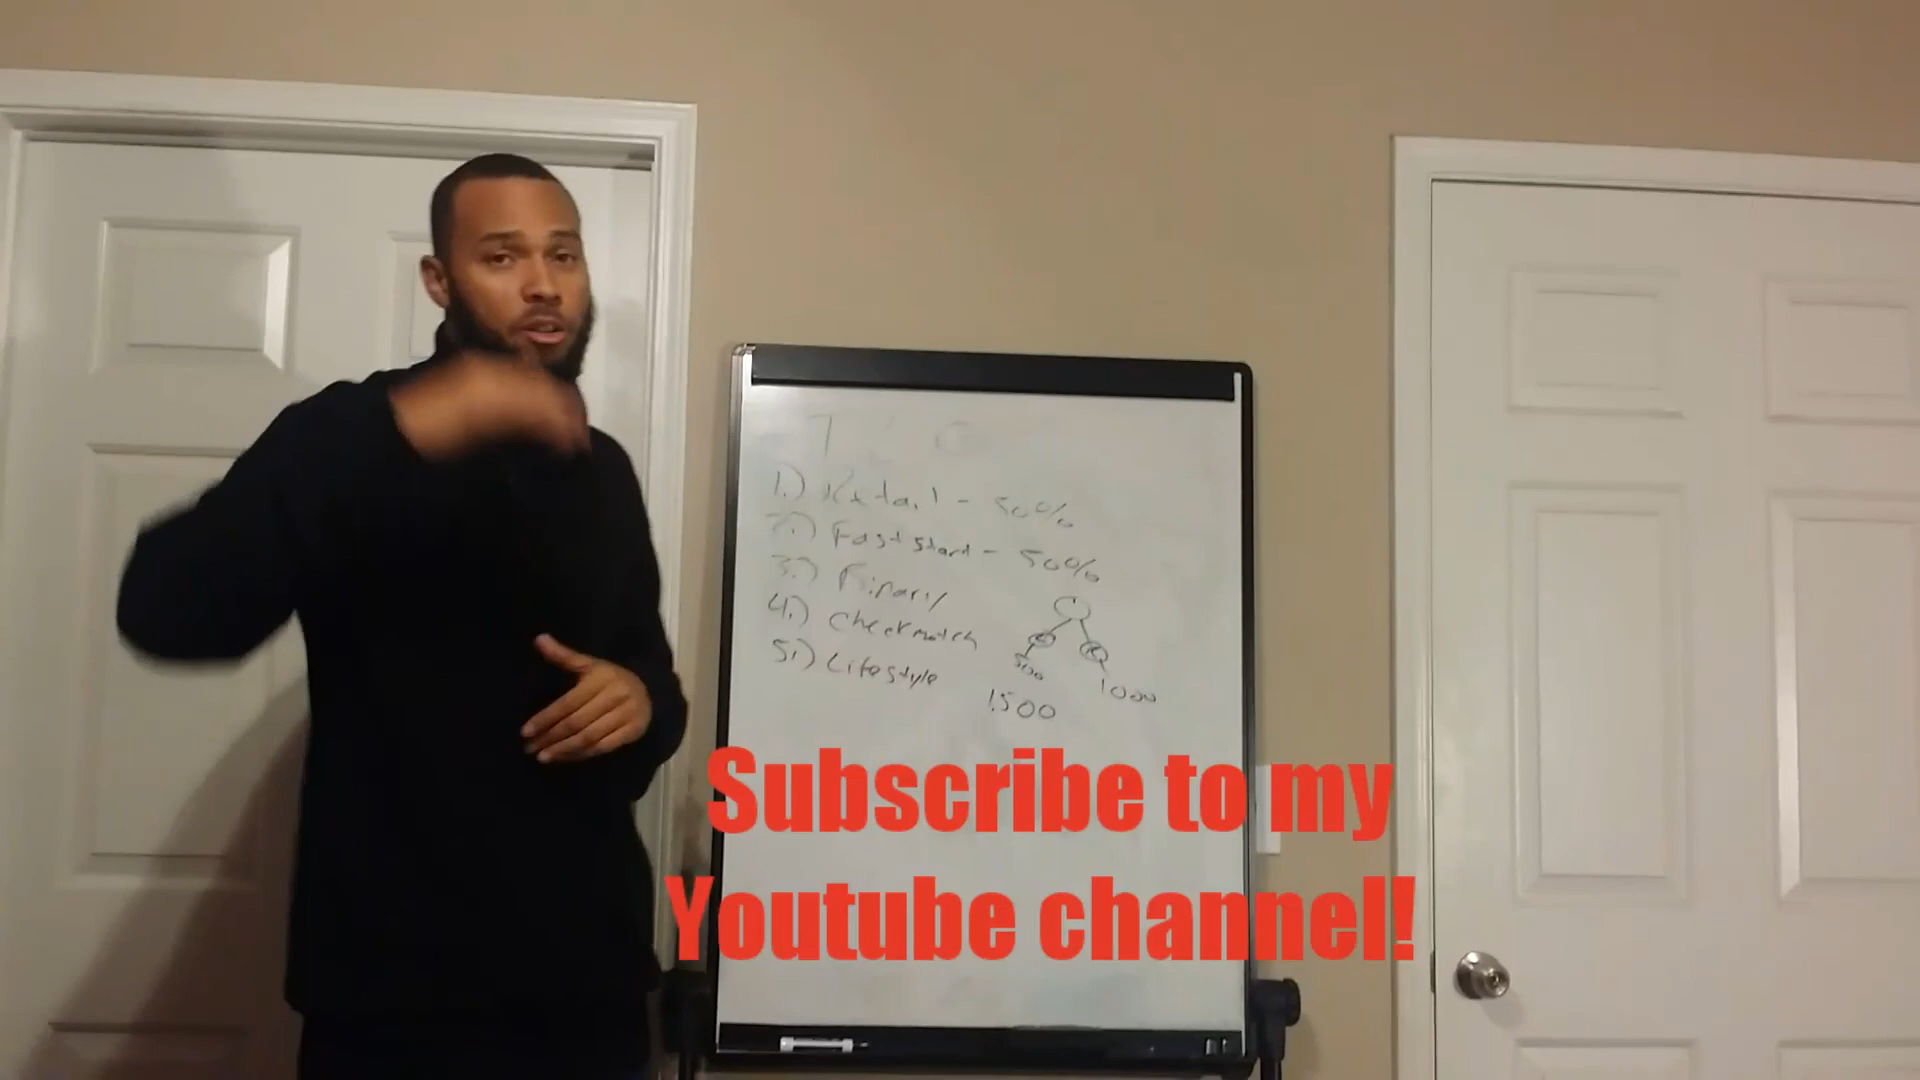 1.) Retail - 50%
2.) Fast start - 50%
3.) Binary
4.) Checkmatch
5.) Lifestyle
500
1000
1500
Subscribe to my
Youtube channel!